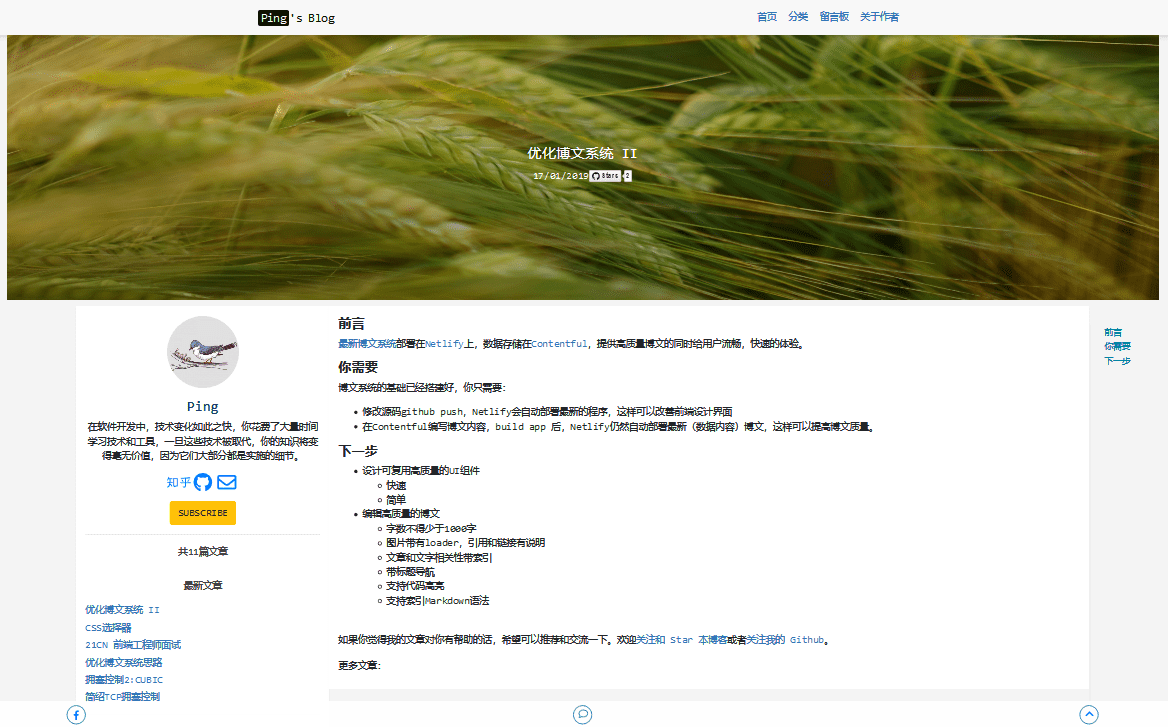 Ping's Blog
首页 分类 留言板 关于作者
优化博文系统 II
17/01/2019 Stars 2
Ping
在软件开发中，技术变化如此之快，你花费了大量时间
学习技术和工具，一旦这些技术被取代，你的知识将变
得毫无价值，因为它们大部分都是实施的细节。
知乎
SUBSCRIBE
共11篇文章
最新文章
优化博文系统 II
CSS选择器
21CN 前端工程师面试
优化博文系统思路
拥塞控制2:CUBIC
简绍TCP拥塞控制
前言
最新博文系统部署在Netlify上，数据存储在Contentful，提供高质量博文的同时给用户流畅，快速的体验。
你需要
博文系统的基础已经搭建好，你只需要：
修改源码github push，Netlify会自动部署最新的程序，这样可以改善前端设计界面
在Contentful编写博文内容，build app 后，Netlify仍然自动部署最新（数据内容）博文，这样可以提高博文质量。
下一步
设计可复用高质量的UI组件
快速
简单
编辑高质量的博文
字数不得少于1000字
图片带有loader，引用和链接有说明
文章和文字相关性带索引
带标题导航
支持代码高亮
支持索引Markdown语法
如果你觉得我的文章对你有帮助的话，希望可以推荐和交流一下。欢迎关注和 Star 本博客或者关注我的 Github。
更多文章：
前言
你需要
下一步